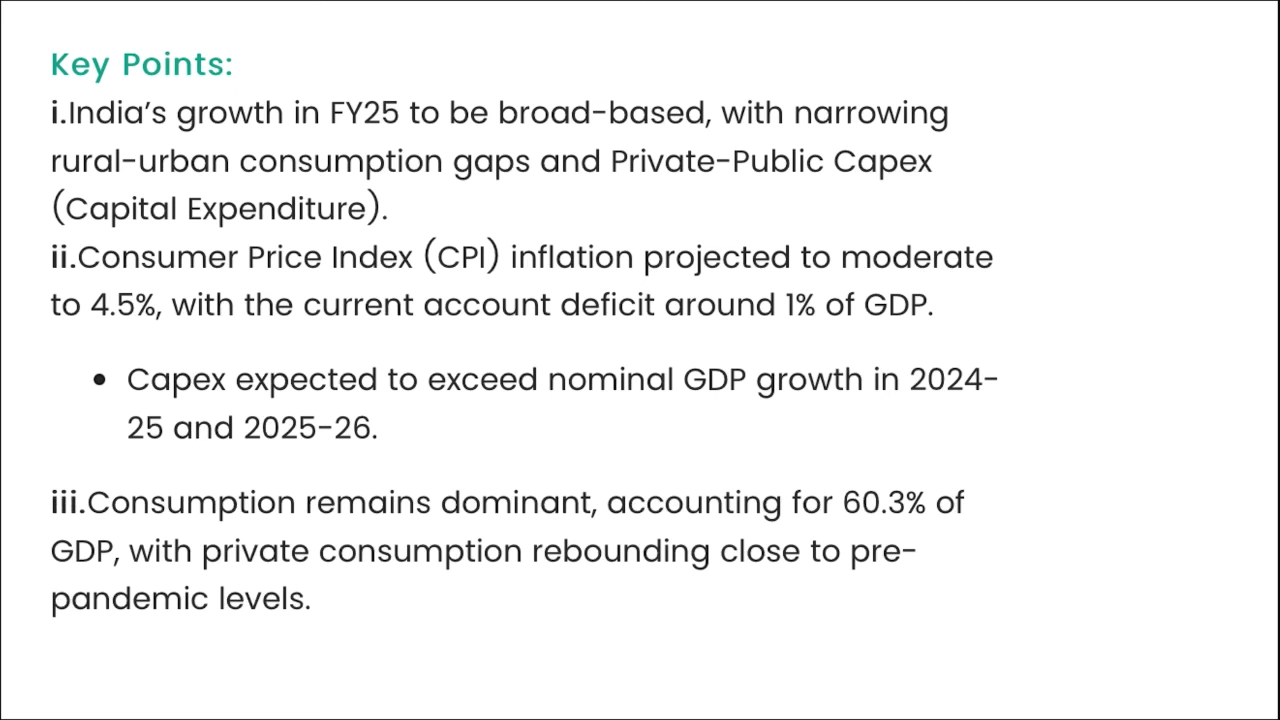 Key Points:
i.India’s growth in FY25 to be broad-based, with narrowing
rural-urban consumption gaps and Private-Public Capex
(Capital Expenditure).
ii.Consumer Price Index (CPI) inflation projected to moderate
to 4.5%, with the current account deficit around 1% of GDP.
• Capex expected to exceed nominal GDP growth in 2024-
25 and 2025-26.
iii.Consumption remains dominant, accounting for 60.3% of
GDP, with private consumption rebounding close to pre-
pandemic levels.